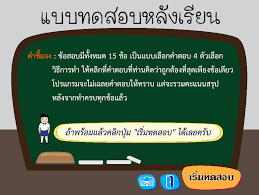 แบบทดสอบหลังเรียน
คำชี้แจง : ข้อสอบมีทั้งหมด 15 ข้อ เป็นแบบเลือกคำตอบ 4 ตัวเลือก
วิธีการทำ ให้คลิกที่คำตอบที่ท่านคิดว่าถูกต้องที่สุดเพียงข้อเดียว
โปรแกรมจะไม่เฉลยคำตอบให้ทราบ แต่จะรวมคะแนนสรุป
หลังจากทำครบทุกข้อแล้ว
ถ้าพร้อมแล้วคลิกปุ่ม "เริ่มทดสอบ" ได้เลยครับ
เริ่มทดสอบ